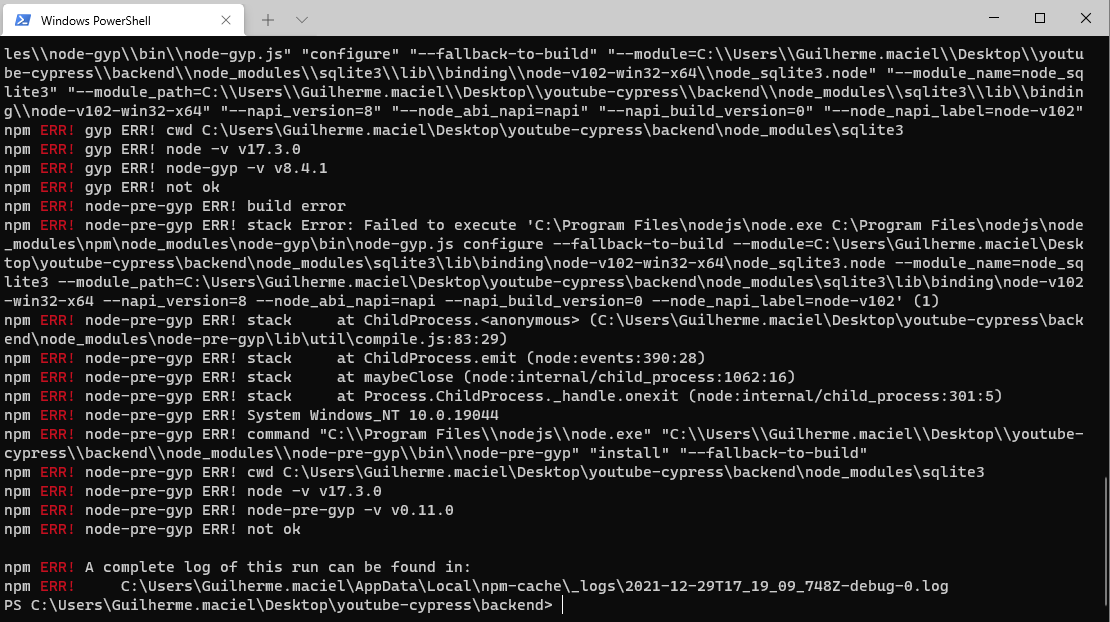 Windows PowerShell
les\\node-gyp\\bin\\node-gyp.js" "configure" "--fallback-to-build" "--module=C:\\Users\\Guilherme.maciel\\Desktop\\youtu
be-cypress\\backend\\node_modules\\sqlite3\\lib\\binding\\node-v102-win32-x64\\node_sqlite3.node" "--module_name=node_sq
lite3" "--module_path=C:\\Users\\Guilherme.maciel\\Desktop\\youtube-cypress\\backend\\node_modules\\sqlite3\\lib\\bindin
g\\node-v102-win32-x64" "--napi_version=8" "--node_abi_napi=napi" "--napi_build_version=0" "--node_napi_label=node-v102"
npm ERR! gyp ERR! cwd C:\Users\Guilherme.maciel\Desktop\youtube-cypress\backend\node_modules\sqlite3
npm ERR! gyp ERR! node -v v17.3.0
npm ERR! gyp ERR! node-gyp -v v8.4.1
npm ERR! gyp ERR! not ok
npm ERR! node-pre-gyp ERR! build error
npm ERR! node-pre-gyp ERR! stack Error: Failed to execute 'C:\Program Files\nodejs\node.exe C:\Program Files\nodejs\node
_modules\npm\node_modules\node-gyp\bin\node-gyp.js configure --fallback-to-build --module=C:\Users\Guilherme.maciel\Desk
top\youtube-cypress\backend\node_modules\sqlite3\lib\binding\node-v102-win32-x64\node_sqlite3.node --module_name=node_sq
lite3 --module_path=C:\Users\Guilherme.maciel\Desktop\youtube-cypress\backend\node_modules\sqlite3\lib\binding\node-v102
-win32-x64 --napi_version=8 --node_abi_napi=napi --napi_build_version=0 --node_napi_label=node-v102' (1)
npm ERR! node-pre-gyp ERR! stack     at ChildProcess.<anonymous> (C:\Users\Guilherme.maciel\Desktop\youtube-cypress\back
end\node_modules\node-pre-gyp\lib\util\compile.js:83:29)
npm ERR! node-pre-gyp ERR! stack     at ChildProcess.emit (node:events:390:28)
npm ERR! node-pre-gyp ERR! stack     at maybeClose (node:internal/child_process:1062:16)
npm ERR! node-pre-gyp ERR! stack     at Process.ChildProcess._handle.onexit (node:internal/child_process:301:5)
npm ERR! node-pre-gyp ERR! System Windows_NT 10.0.19044
npm ERR! node-pre-gyp ERR! command "C:\\Program Files\\nodejs\\node.exe" "C:\\Users\\Guilherme.maciel\\Desktop\\youtube-
cypress\\backend\\node_modules\\node-pre-gyp\\bin\\node-pre-gyp" "install" "--fallback-to-build"
npm ERR! node-pre-gyp ERR! cwd C:\Users\Guilherme.maciel\Desktop\youtube-cypress\backend\node_modules\sqlite3
npm ERR! node-pre-gyp ERR! node -v v17.3.0
npm ERR! node-pre-gyp ERR! node-pre-gyp -v v0.11.0
npm ERR! node-pre-gyp ERR! not ok
npm ERR! A complete log of this run can be found in:
npm ERR!     C:\Users\Guilherme.maciel\AppData\Local\npm-cache\_logs\2021-12-29T17_19_09_748Z-debug-0.log
PS C:\Users\Guilherme.maciel\Desktop\youtube-cypress\backend>